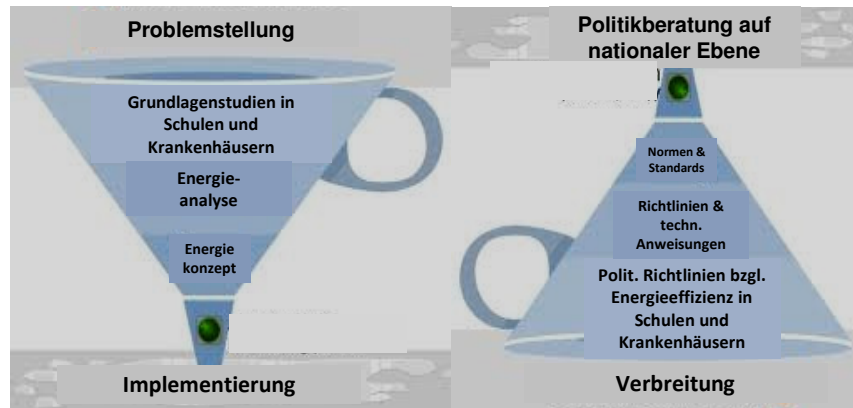 Problemstellung
Grundlagenstudien in
Schulen und
Krankenhäusern
Energie-
analyse
Energie
konzept
Implementierung
Politikberatung auf
nationaler Ebene
Normen &
Standards
Richtlinien &
techn.
Anweisungen
Polit. Richtlinien bzgl.
Energieeffizienz in
Schulen und
Krankenhäusern
Verbreitung